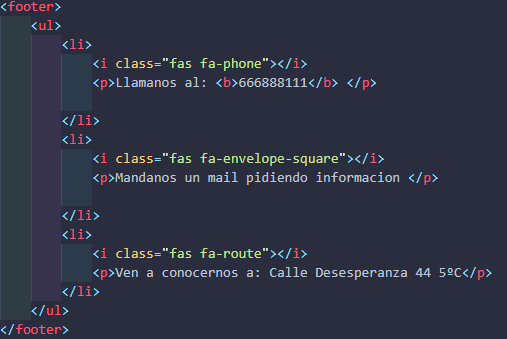 <footer>
<ul>
<li>
<i class="fas fa-phone"></i>
<p>Llamanos al: <b>666888111</b> </p>
</li>
<li>
<i class="fas fa-envelope-square"></i>
<p>Mandanos un mail pidiendo informacion </p>
</li>
<li>
<i class="fas fa-route"></i>
<p>Ven a conocernos a: Calle Desesperanza 44 5ºC</p>
</li>
</ul>
</footer>